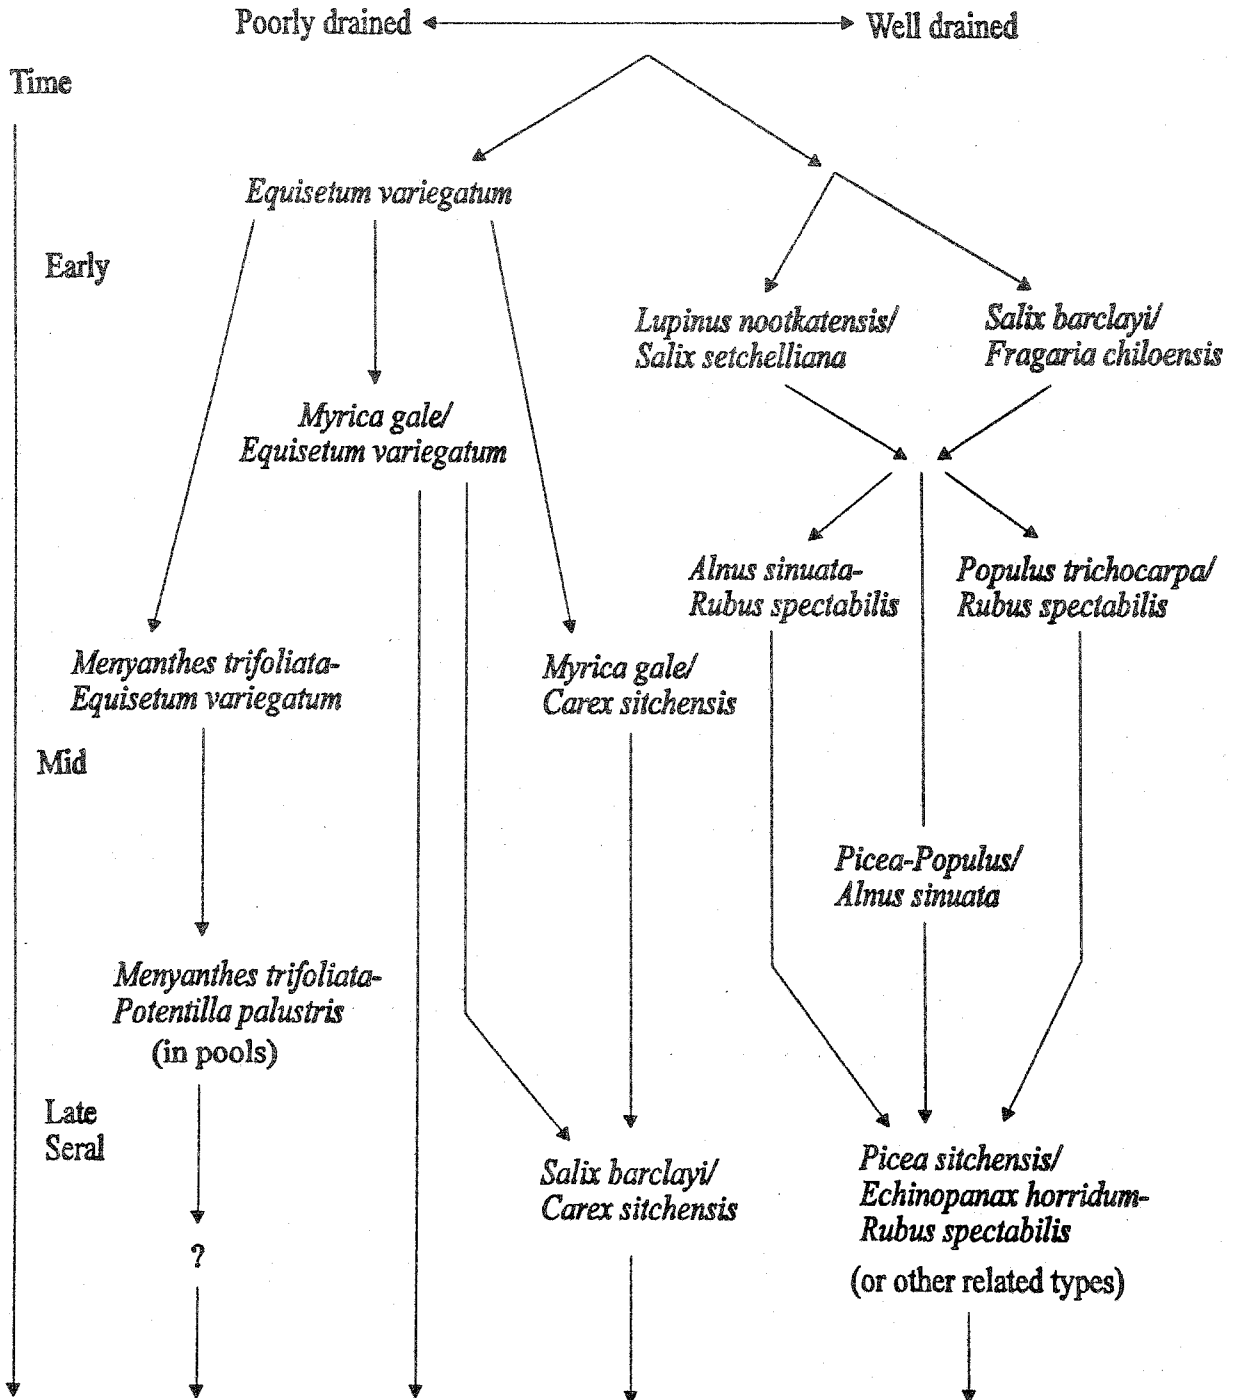 Poorly drained
Well drained
Time
Equisetum variegatum
Early
Lupinus nootkatensis/
Salix setchelliana
Salix barclayi/
Fragaria chiloensis
Myrica gale/
Equisetum variegatum
Alnus sinuata-
Rubus spectabilis
Populus trichocarpa/
Rubus spectabilis
Menyanthes trifoliata-
Equisetum variegatum
Myrica gale/
Carex sitchensis
Mid
Picea-Populus/
Alnus sinuata
Menyanthes trifoliata-
Potentilla palustris
(in pools)
Late
Seral
Salix barclayi/
Carex sitchensis
Picea sitchensis/
Echinopanax horridum-
Rubus spectabilis
(or other related types)
?